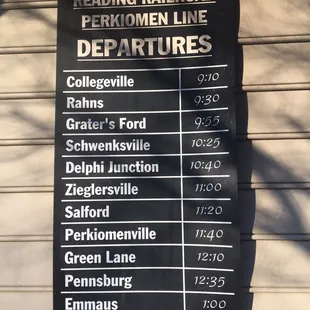 READING RAILROAD
PERKIOMEN LINE
DEPARTURES
Collegeville 9:10
Rahns 9:30
Grater's Ford 9:55
Schwenksville 10:25
Delphi Junction 10:40
Zieglersville 11:00
Salford 11:20
Perkiomenville 11:40
Green Lane 12:10
Pennsburg 12:35
Emmaus 1:00